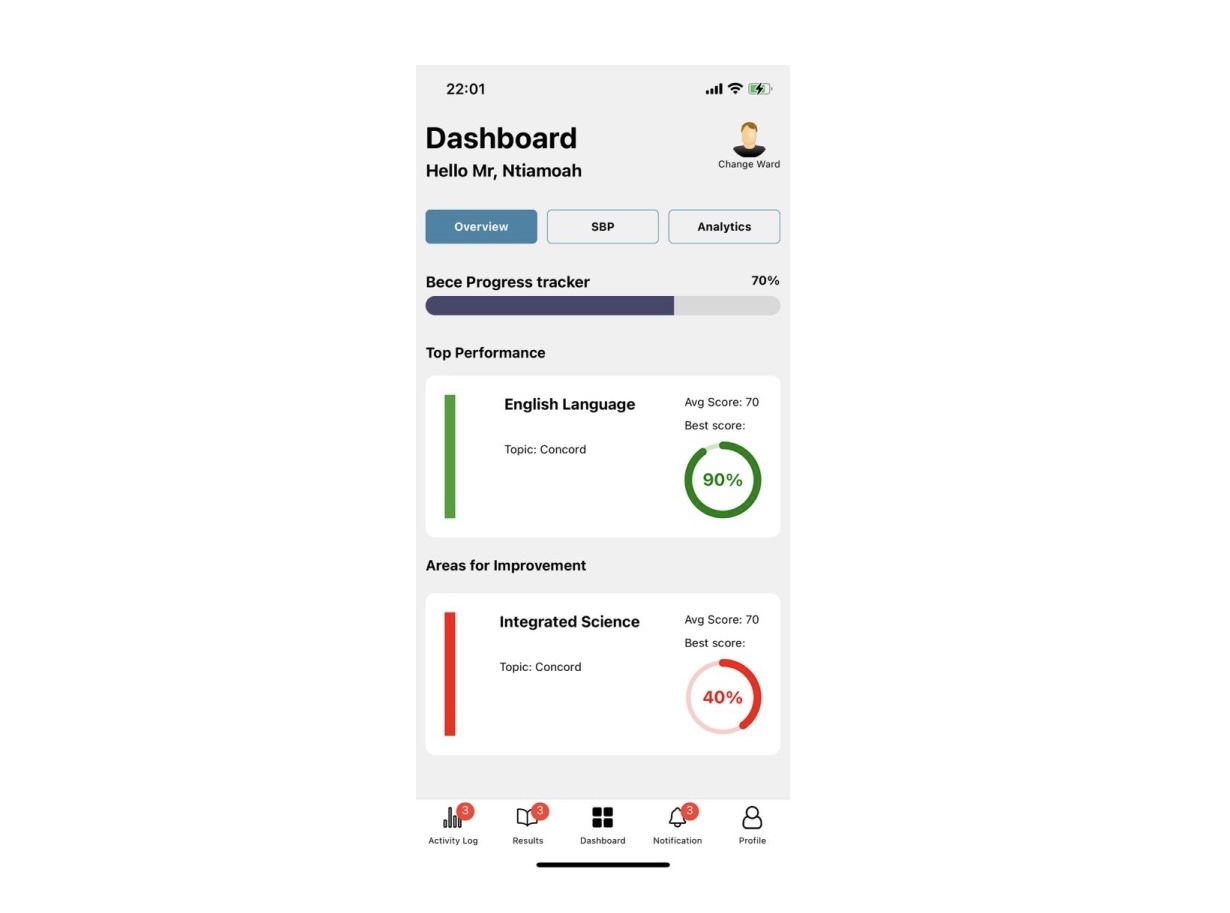 22:01
Dashboard
Hello Mr, Ntiamoah
Change Ward
Overview
SBP
Analytics
Bece Progress tracker
70%
Top Performance
English Language
Avg Score: 70
Best score:
Topic: Concord
90%
Areas for Improvement
Integrated Science
Avg Score: 70
Best score:
Topic: Concord
40%
3
3
3
Activity Log
Results
Dashboard
Notification
Profile